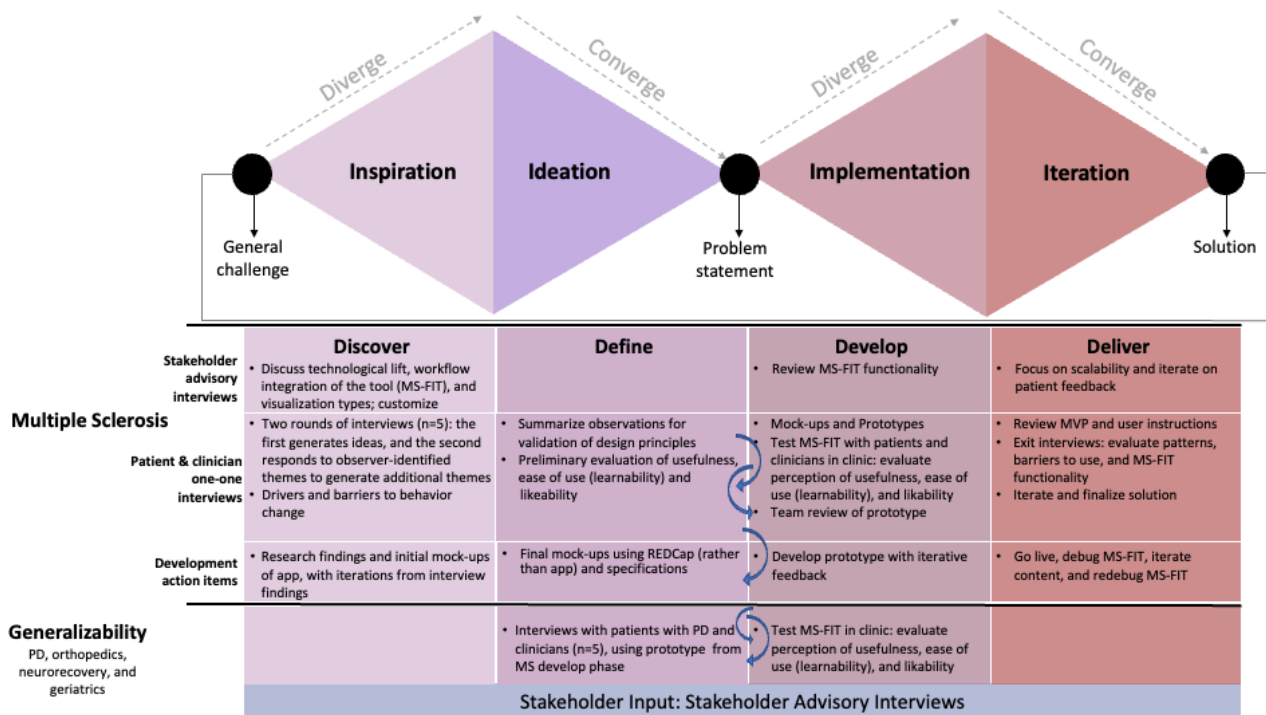 Diverge
Converge
Diverge
Converge
Inspiration
Ideation
Implementation
Iteration
General
challenge
Problem
statement
Solution
Discover
Define
Develop
Deliver
Stakeholder
advisory
interviews
• Discuss technological lift, workflow
integration of the tool (MS-FIT), and
visualization types; customize
• Review MS-FIT functionality
• Focus on scalability and iterate on
patient feedback
Multiple Sclerosis
Patient & clinician
one-one
interviews
• Two rounds of interviews (n=5): the
first generates ideas, and the second
responds to observer-identified
themes to generate additional themes
• Drivers and barriers to behavior
change
• Summarize observations for
validation of design principles
• Preliminary evaluation of usefulness,
ease of use (learnability) and
likeability
• Mock-ups and Prototypes
• Test MS-FIT with patients and
clinicians in clinic: evaluate
perception of usefulness, ease of
use (learnability), and likability
• Team review of prototype
• Review MVP and user instructions
• Exit interviews: evaluate patterns,
barriers to use, and MS-FIT
functionality
• Iterate and finalize solution
Development
action items
• Research findings and initial mock-ups
of app, with iterations from interview
findings
• Final mock-ups using REDCap (rather
than app) and specifications
• Develop prototype with iterative
feedback
• Go live, debug MS-FIT, iterate
content, and redebug MS-FIT
Generalizability
PD, orthopedics,
neurorecovery, and
geriatrics
• Interviews with patients with PD and
clinicians (n=5), using prototype from
MS develop phase
• Test MS-FIT in clinic: evaluate
perception of usefulness, ease of
use (learnability), and likability
Stakeholder Input: Stakeholder Advisory Interviews